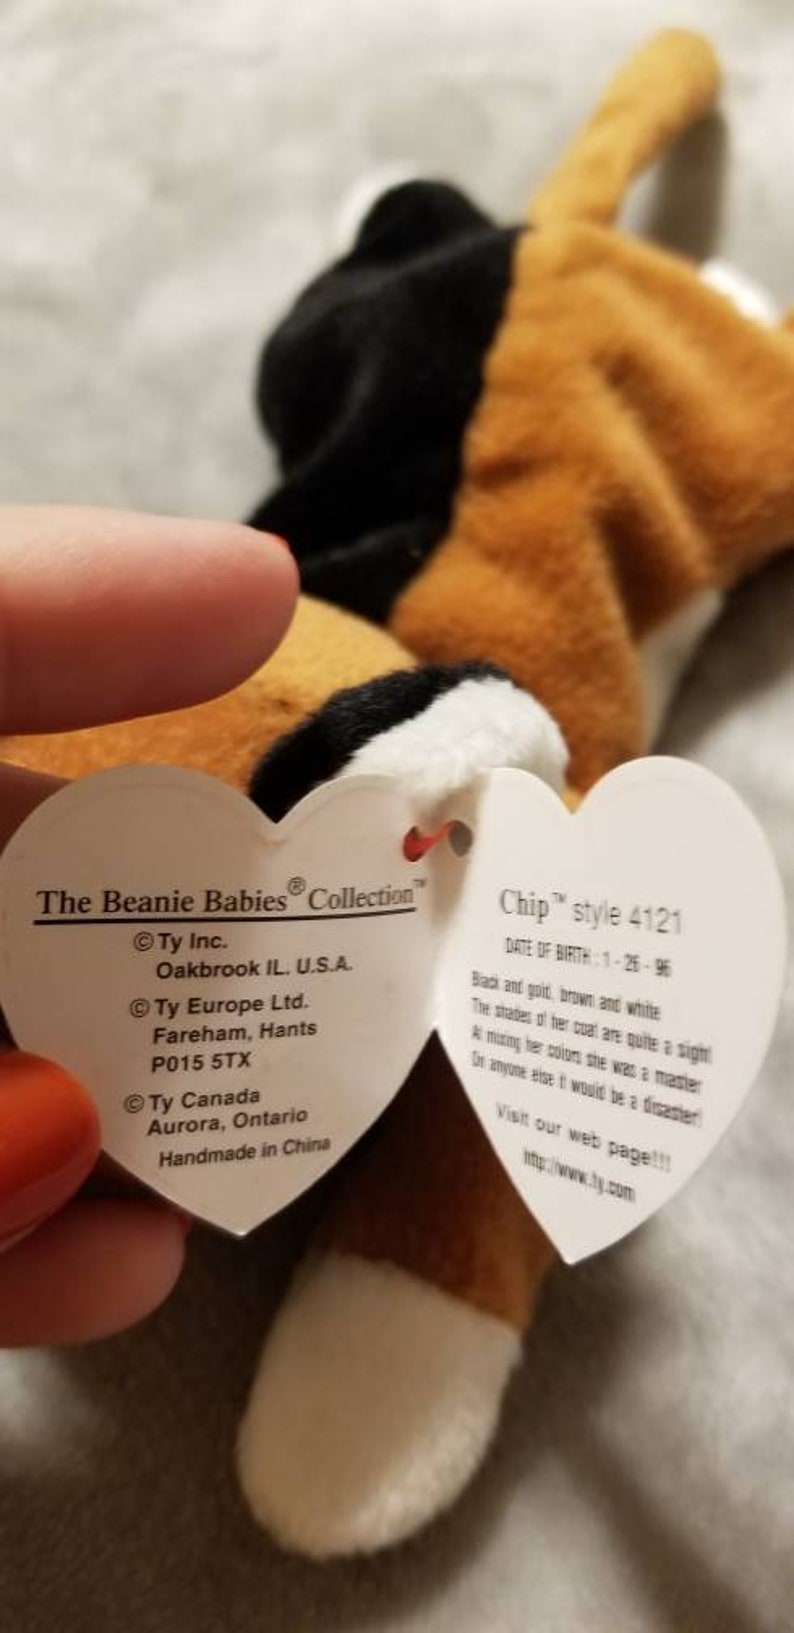 The Beanie Babies® Collection™
©Ty Inc.
Oakbrook IL. U.S.A.
©Ty Europe Ltd.
Fareham, Hants
P015 5TX
©Ty Canada
Aurora, Ontario
Handmade in China
Chip™ style 4121
DATE OF BIRTH : 1 - 26 - 96
Black and gold, brown and white
The shades of her coat are quite a sight
At mixing her colors she was a master
On anyone else it would be a disaster!
Visit our web page!!!
http://www.ty.com